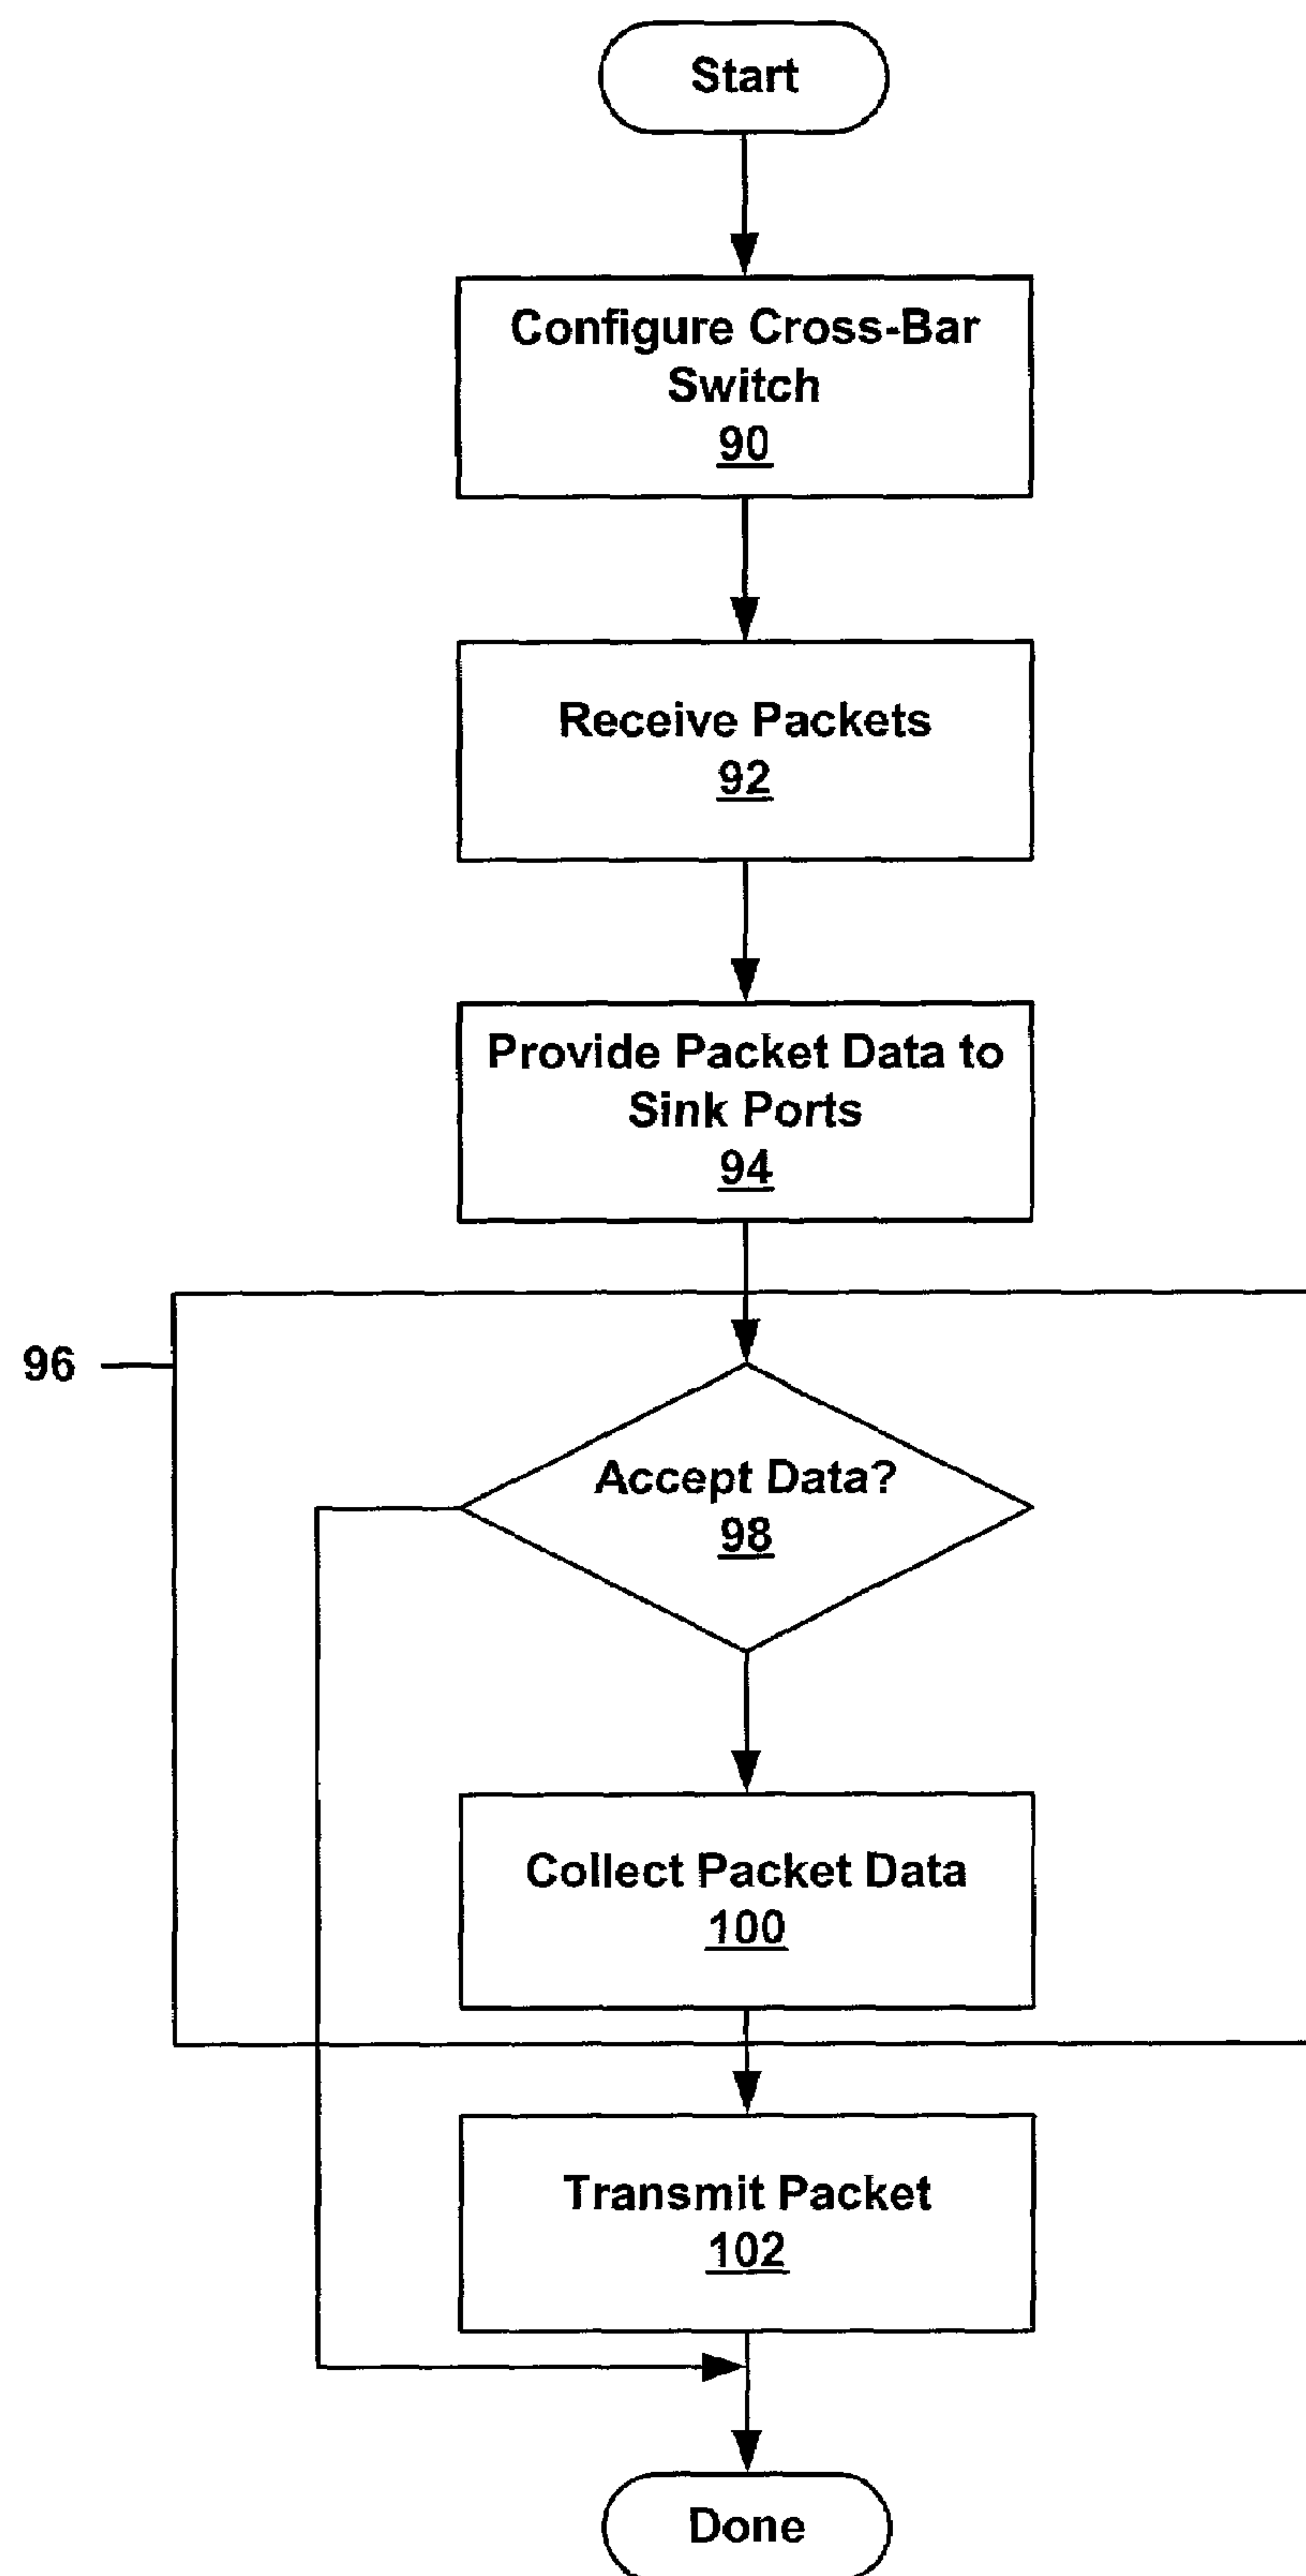 Start
Configure Cross-Bar
Switch
90
Receive Packets
92
Provide Packet Data to
Sink Ports
94
96
Accept Data?
98
Collect Packet Data
100
Transmit Packet
102
Done